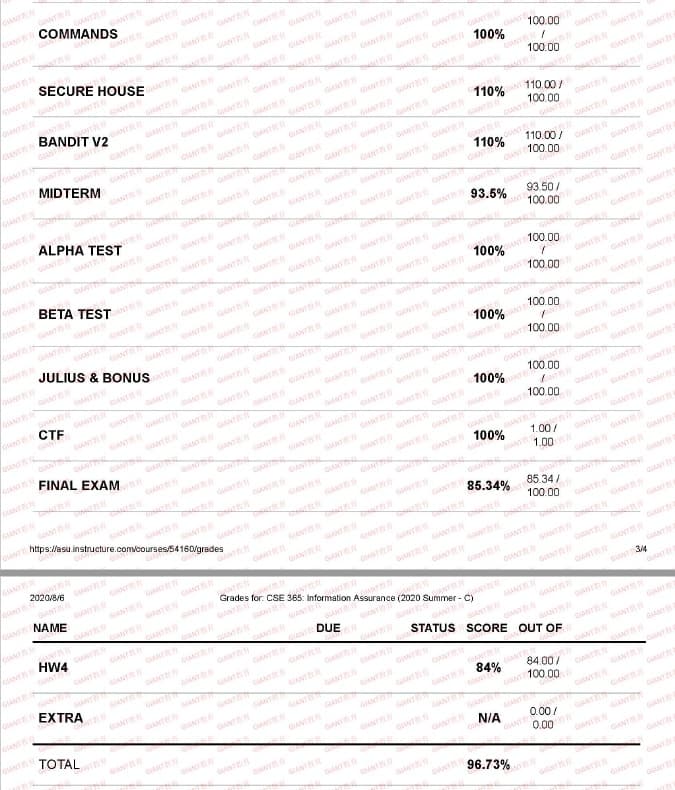 COMMANDS 100% 100.00 / 100.00
SECURE HOUSE 110% 110.00 / 100.00
BANDIT V2 110% 110.00 / 100.00
MIDTERM 93.5% 93.50 / 100.00
ALPHA TEST 100% 100.00 / 100.00
BETA TEST 100% 100.00 / 100.00
JULIUS & BONUS 100% 100.00 / 100.00
CTF 100% 1.00 / 1.00
FINAL EXAM 85.34% 85.34 / 100.00
https://asu.instructure.com/courses/54160/grades 3/4
2020/8/6 Grades for: CSE 365: Information Assurance (2020 Summer - C)
NAME DUE STATUS SCORE OUT OF
HW4 84% 84.00 / 100.00
EXTRA N/A 0.00 / 0.00
TOTAL 96.73%